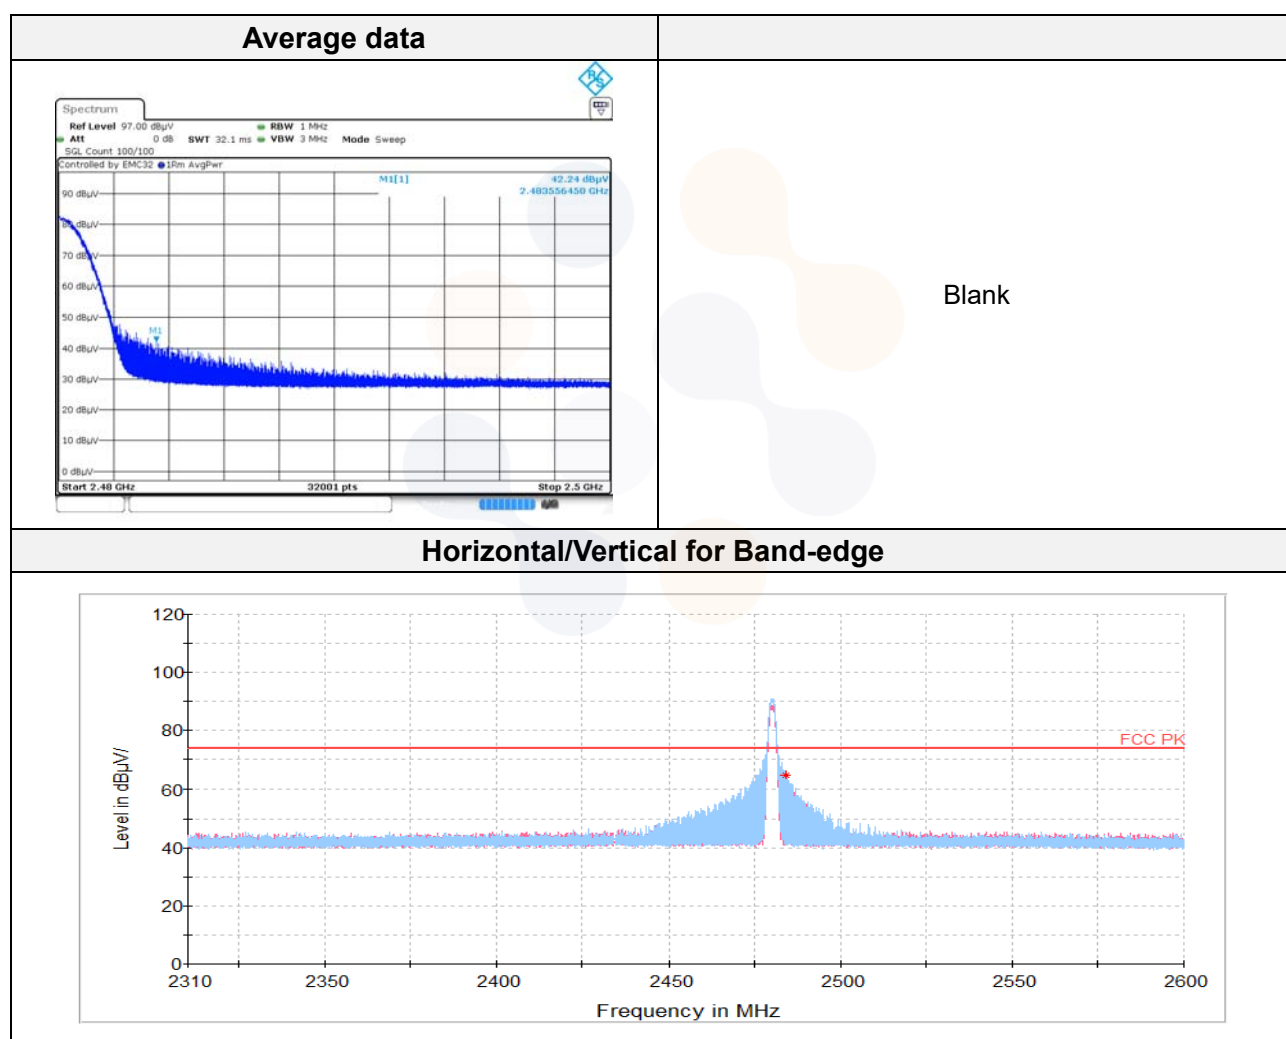 Average data
R S
Spectrum
Ref Level 97.00 dBµV RBW 1 MHz
Att 0 dB SWT 32.1 ms VBW 3 MHz Mode Sweep
SGL Count 100/100
Controlled by EMC32 1Rm AvgPwr
M1[1] 42.24 dBµV
2.483556450 GHz
90 dBµV
80 dBµV
70 dBµV
60 dBµV
50 dBµV
M1
40 dBµV
30 dBµV
20 dBµV
10 dBµV
0 dBµV
Start 2.48 GHz 32001 pts Stop 2.5 GHz
Blank
Horizontal/Vertical for Band-edge
120
100
80
60
40
20
0
Level in dBµV/
FCC PK
2310 2350 2400 2450 2500 2550 2600
Frequency in MHz